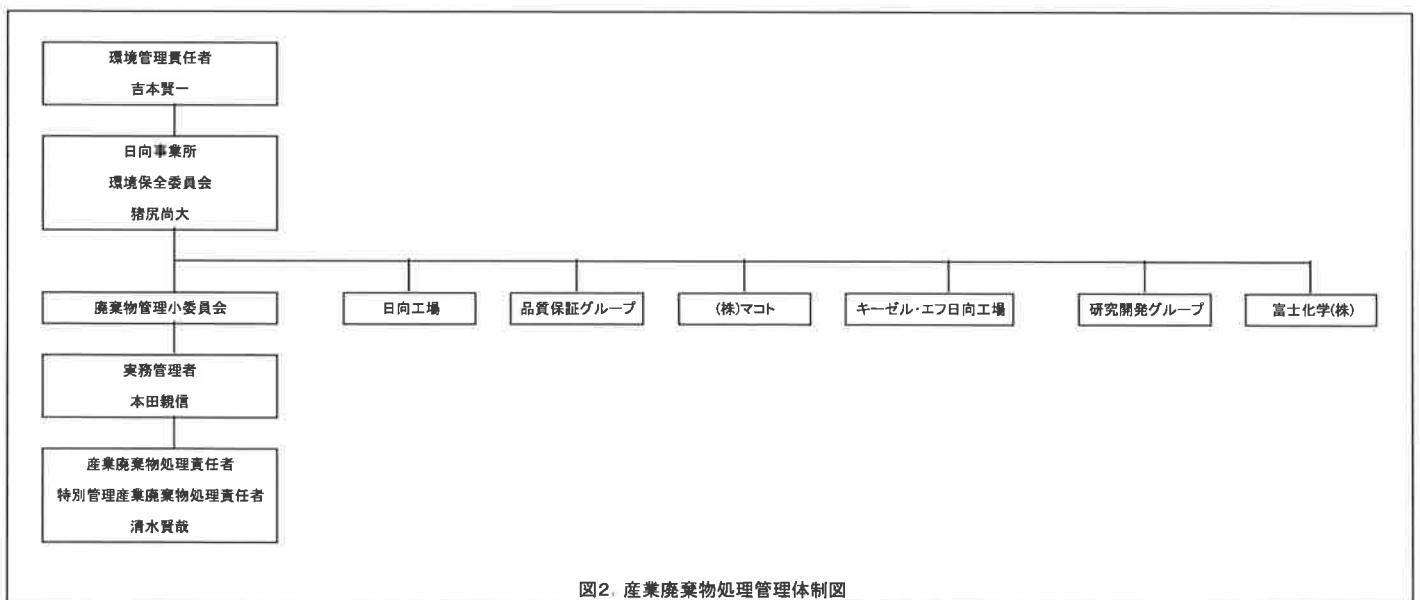 環境管理責任者
吉本賢一
日向事業所
環境保全委員会
猪尻尚大
廃棄物管理小委員会
日向工場
品質保証グループ
(株)マコト
キーゼル・エフ日向工場
研究開発グループ
富士化学(株)
実務管理者
本田親信
産業廃棄物処理責任者
特別管理産業廃棄物処理責任者
清水賢哉
図2. 産業廃棄物処理管理体制図